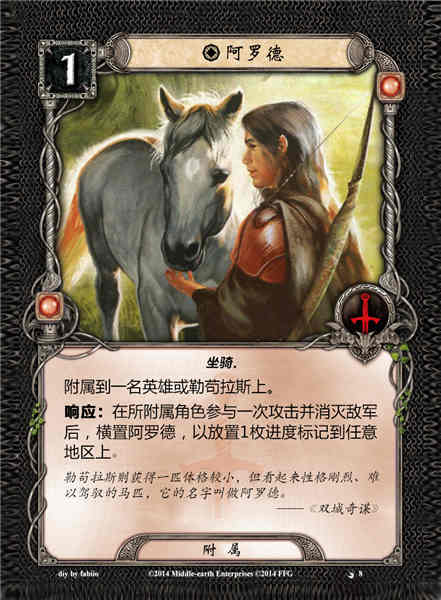 1
阿罗德
坐骑.
附属到一名英雄或勒苟拉斯上。
响应：在所附属角色参与一次攻击并消灭敌军
后，横置阿罗德，以放置1枚进度标记到任意
地区上。
勒苟拉斯则获得一匹体格较小，但看起来性格刚烈、难
以驾驭的马匹，它的名字叫做阿罗德。
——《双城奇谋》
附 属
diy by fabiio ©2014 Middle-earth Enterprises ©2014 FFG 8